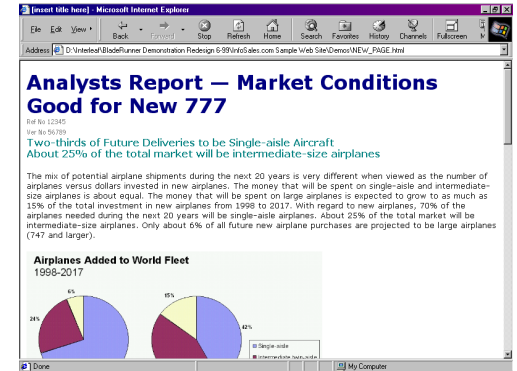 [insert title here] - Microsoft Internet Explorer
File Edit View
Back Forward Stop Refresh Home Search Favorites History Channels Fullscreen M
Address D:\Interleaf\BladeRunner Demonstration Redesign 6-99\InfoSales.com Sample Web Site\Demos\NEW_PAGE.html
Analysts Report — Market Conditions
Good for New 777
Ref No 12345
Ver No 56789
Two-thirds of Future Deliveries to be Single-aisle Aircraft
About 25% of the total market will be intermediate-size airplanes
The mix of potential airplane shipments during the next 20 years is very different when viewed as the number of
airplanes versus dollars invested in new airplanes. The money that will be spent on single-aisle and intermediate-
size airplanes is about equal. The money that will be spent on large airplanes is expected to grow to as much as
15% of the total investment in new airplanes from 1998 to 2017. With regard to new airplanes, 70% of the
airplanes needed during the next 20 years will be single-aisle airplanes. About 25% of the total market will be
intermediate-size airplanes. Only about 6% of all future new airplane purchases are projected to be large airplanes
(747 and larger).
Airplanes Added to World Fleet
1998-2017
6%
15%
24%
42%
Single-aisle
Intermediate twin-aisle
Done
My Computer